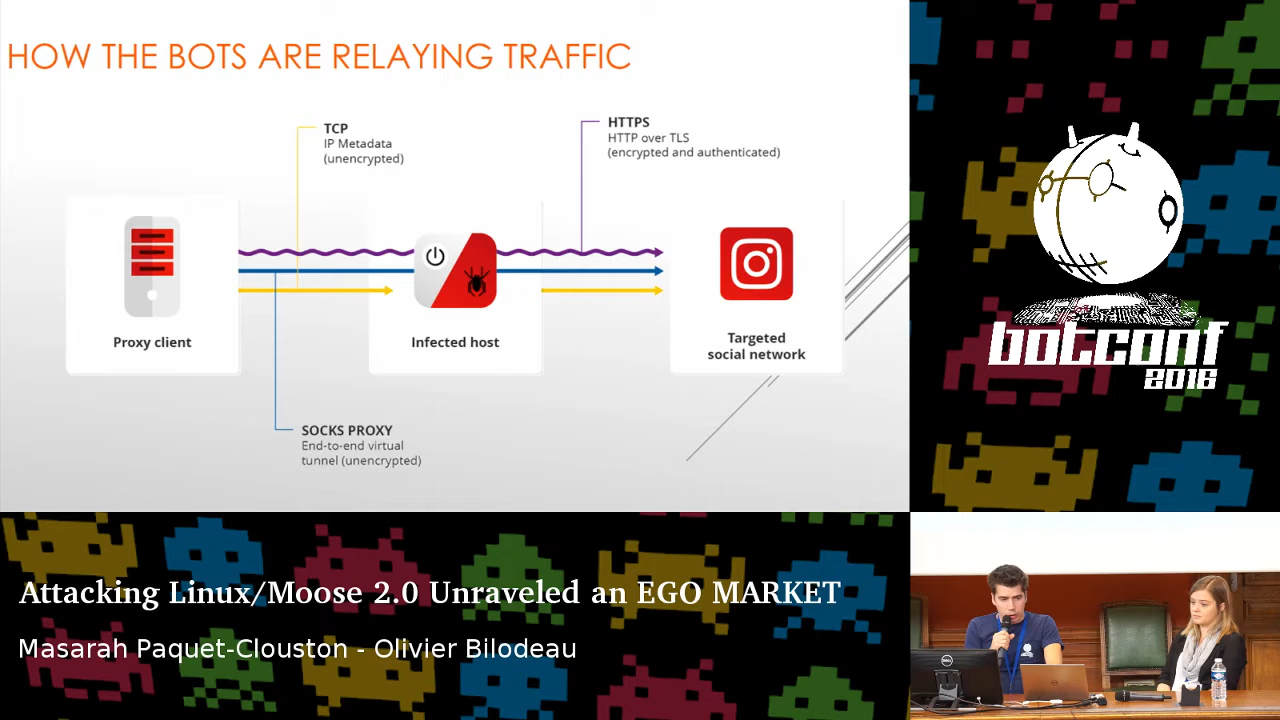 HOW THE BOTS ARE RELAYING TRAFFIC
TCP
IP Metadata
(unencrypted)
HTTPS
HTTP over TLS
(encrypted and authenticated)
Proxy client
Infected host
Targeted
social network
SOCKS PROXY
End-to-end virtual
tunnel (unencrypted)
botconf
2016
Attacking Linux/Moose 2.0 Unraveled an EGO MARKET
Masarah Paquet-Clouston - Olivier Bilodeau
DELL